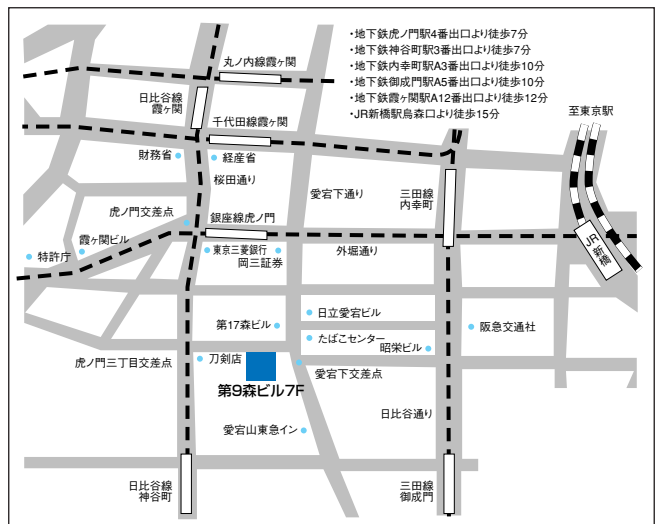 ・地下鉄虎ノ門駅4番出口より徒歩7分
・地下鉄神谷町駅3番出口より徒歩7分
・地下鉄内幸町駅A3番出口より徒歩10分
・地下鉄御成門駅A5番出口より徒歩10分
・地下鉄霞ヶ関駅A12番出口より徒歩12分
・JR新橋駅烏森口より徒歩15分
丸ノ内線霞ヶ関
日比谷線
霞ヶ関
千代田線霞ヶ関
至東京駅
財務省
経産省
桜田通り
愛宕下通り
三田線
内幸町
虎ノ門交差点
銀座線虎ノ門
霞ヶ関ビル
特許庁
東京三菱銀行
岡三証券
外堀通り
JR新橋
日立愛宕ビル
第17森ビル
たばこセンター
昭栄ビル
阪急交通社
虎ノ門三丁目交差点
刀剣店
愛宕下交差点
第9森ビル7F
日比谷通り
愛宕山東急イン
日比谷線
神谷町
三田線
御成門